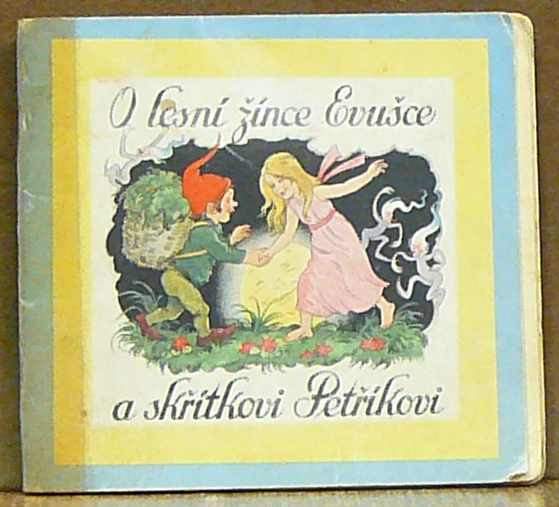 O lesní žínce Evušce
a skřítkovi Petříkovi